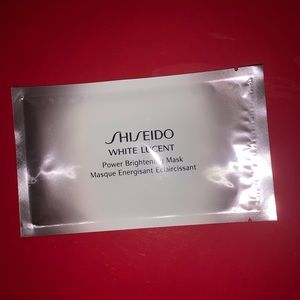 SHISEIDO
WHITE LUCENT
Power Brightening Mask
Masque Energisant Eclaircissant